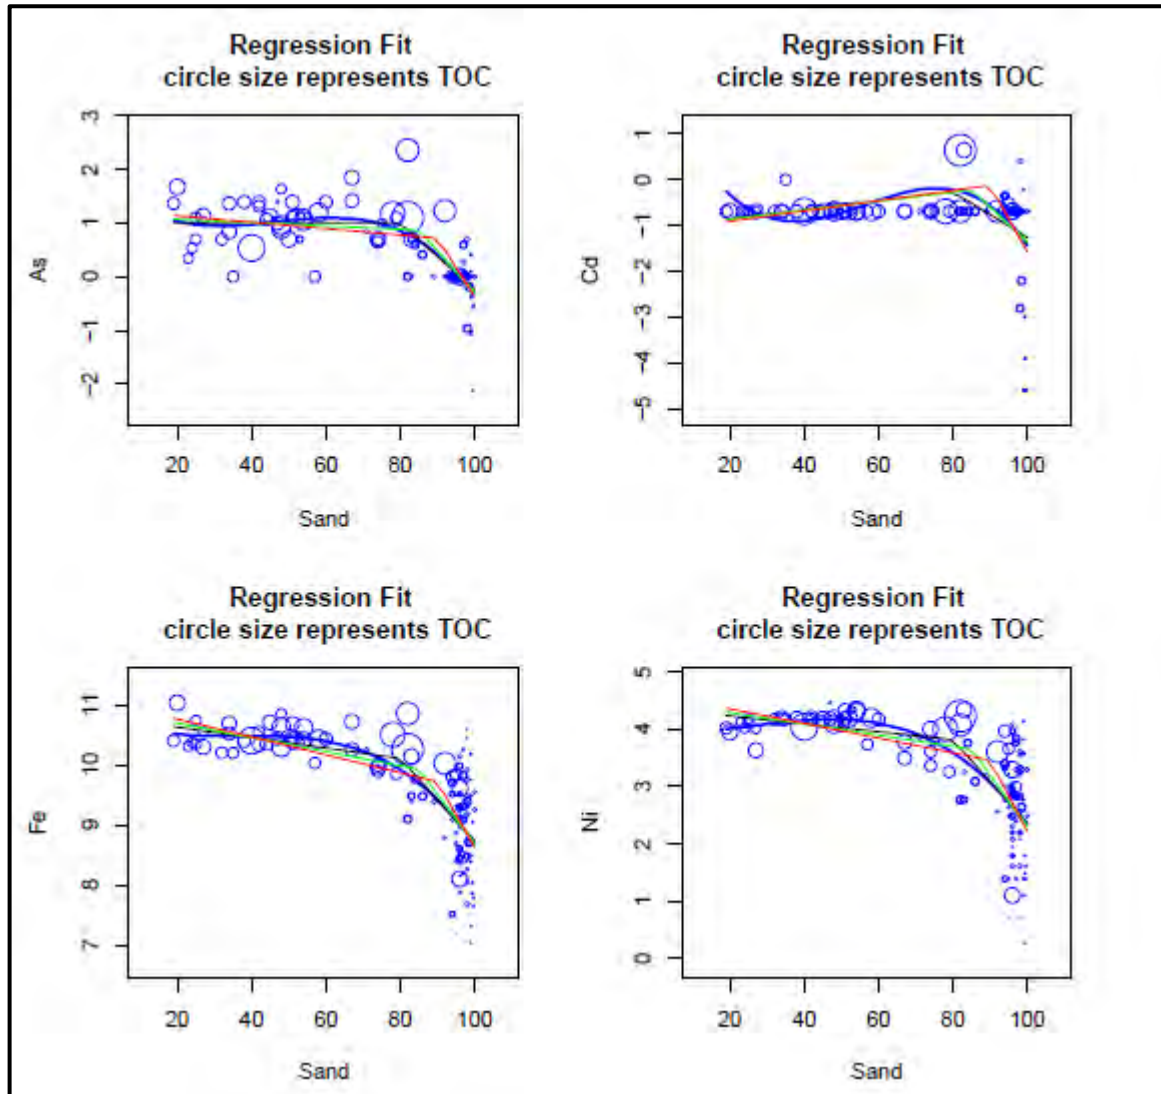 Regression Fit
circle size represents TOC
3
2
1
0
−1
−2
As
20 40 60 80 100
Sand
Regression Fit
circle size represents TOC
1
0
−1
−2
−3
−4
−5
Cd
20 40 60 80 100
Sand
Regression Fit
circle size represents TOC
11
10
9
8
7
Fe
20 40 60 80 100
Sand
Regression Fit
circle size represents TOC
5
4
3
2
1
0
Ni
20 40 60 80 100
Sand